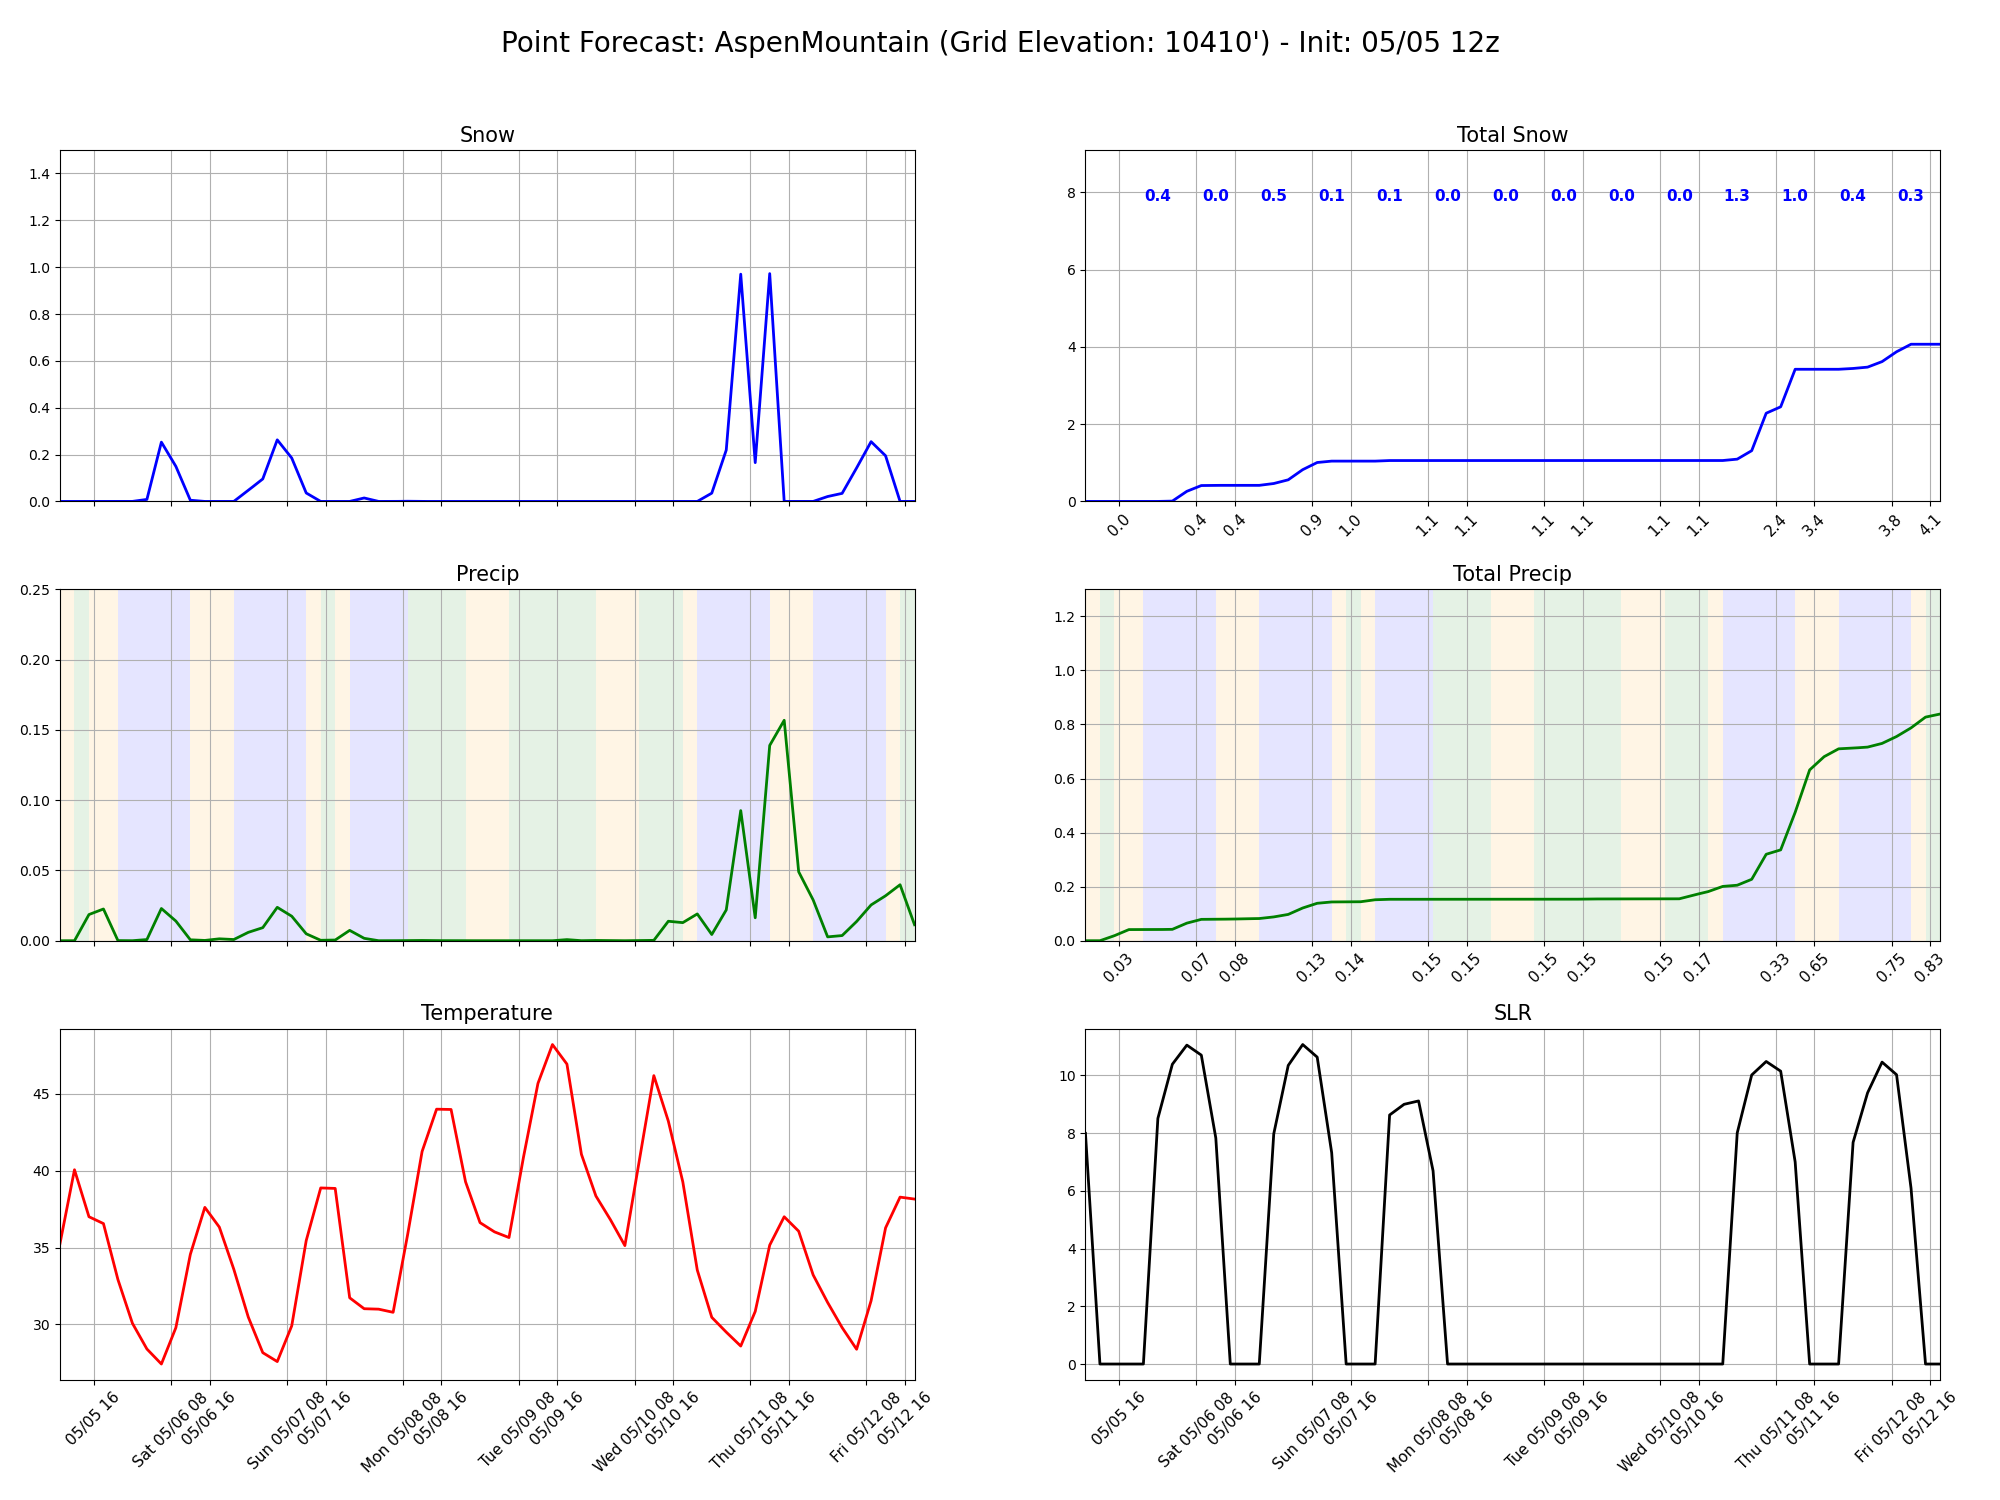 Point Forecast: AspenMountain (Grid Elevation: 10410') - Init: 05/05 12z
Snow
1.4
1.2
1.0
0.8
0.6
0.4
0.2
0.0
Total Snow
8
6
4
2
0
0.4 0.0 0.5 0.1 0.1 0.0 0.0 0.0 0.0 0.0 1.3 1.0 0.4 0.3
0.0 0.4 0.4 0.9 1.0 1.1 1.1 1.1 1.1 1.1 1.1 2.4 3.4 3.8 4.1
Precip
0.25
0.20
0.15
0.10
0.05
0.00
Total Precip
1.2
1.0
0.8
0.6
0.4
0.2
0.0
0.03 0.07 0.08 0.13 0.14 0.15 0.15 0.15 0.15 0.15 0.17 0.33 0.65 0.75 0.83
Temperature
45
40
35
30
05/05 16
Sat 05/06 08
05/06 16
Sun 05/07 08
05/07 16
Mon 05/08 08
05/08 16
Tue 05/09 08
05/09 16
Wed 05/10 08
05/10 16
Thu 05/11 08
05/11 16
Fri 05/12 08
05/12 16
SLR
10
8
6
4
2
0
05/05 16
Sat 05/06 08
05/06 16
Sun 05/07 08
05/07 16
Mon 05/08 08
05/08 16
Tue 05/09 08
05/09 16
Wed 05/10 08
05/10 16
Thu 05/11 08
05/11 16
Fri 05/12 08
05/12 16